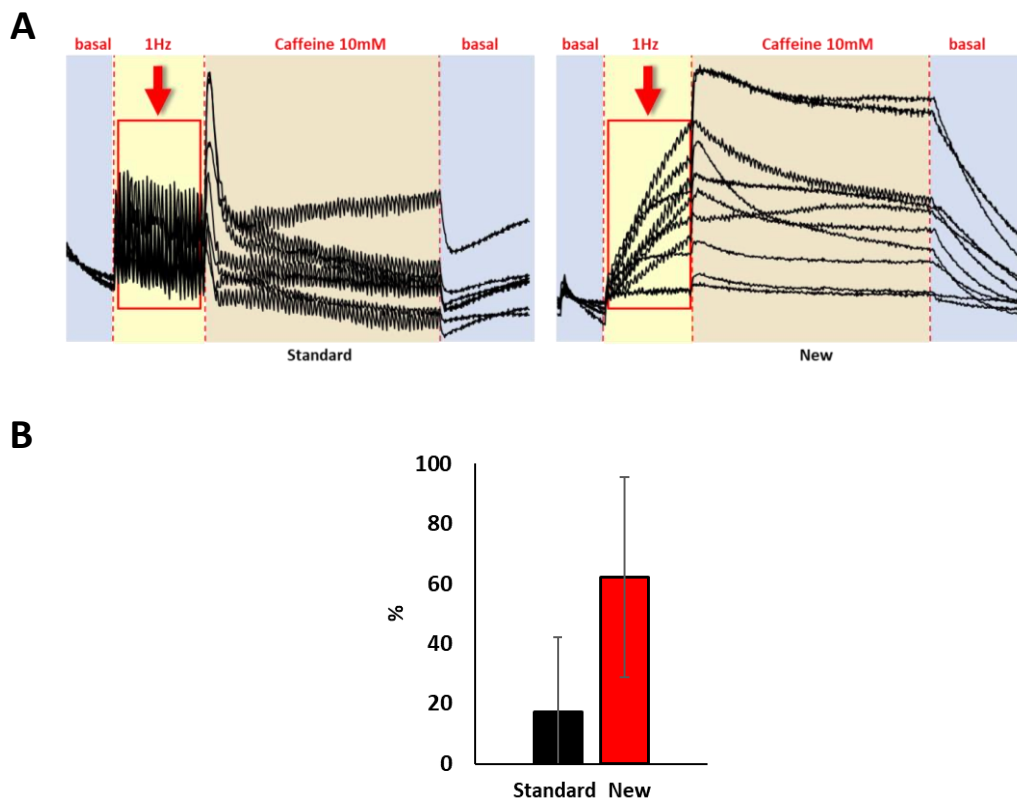 A
basal 1Hz Caffeine 10mM basal
basal 1Hz Caffeine 10mM basal
Standard
New
B
100
80
60
40
20
0
%
Standard New